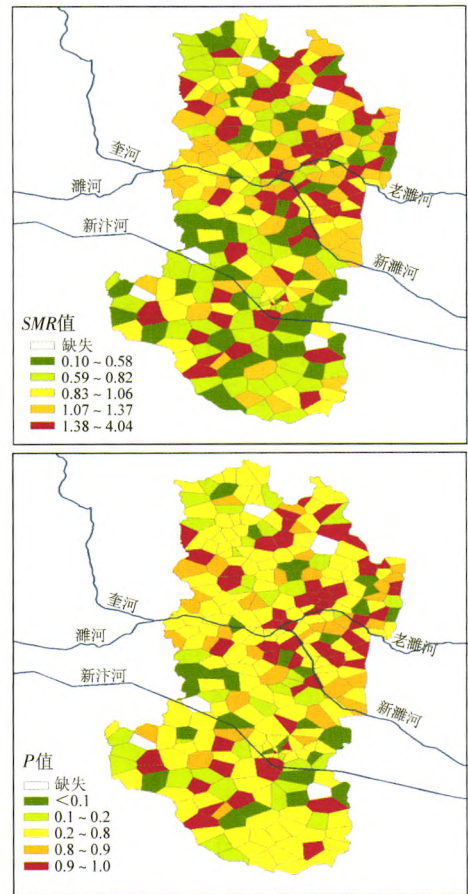 奎河
濉河
老濉河
新汴河
新濉河
SMR值
缺失
0.10~0.58
0.59~0.82
0.83~1.06
1.07~1.37
1.38~4.04
奎河
濉河
老濉河
新汴河
新濉河
P值
缺失
<0.1
0.1~0.2
0.2~0.8
0.8~0.9
0.9~1.0